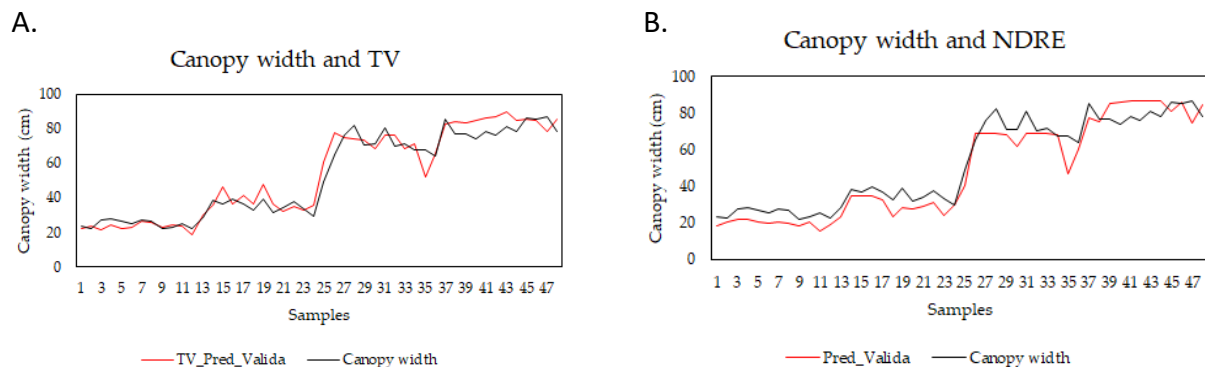 A.
Canopy width and TV
Canopy width (cm)
100
80
60
40
20
0
1 3 5 7 9 11 13 15 17 19 21 23 25 27 29 31 33 35 37 39 41 43 45 47
Samples
TV_Pred_Valida Canopy width
B.
Canopy width and NDRE
Canopy width (cm)
100
80
60
40
20
0
1 3 5 7 9 11 13 15 17 19 21 23 25 27 29 31 33 35 37 39 41 43 45 47
Samples
Pred_Valida Canopy width